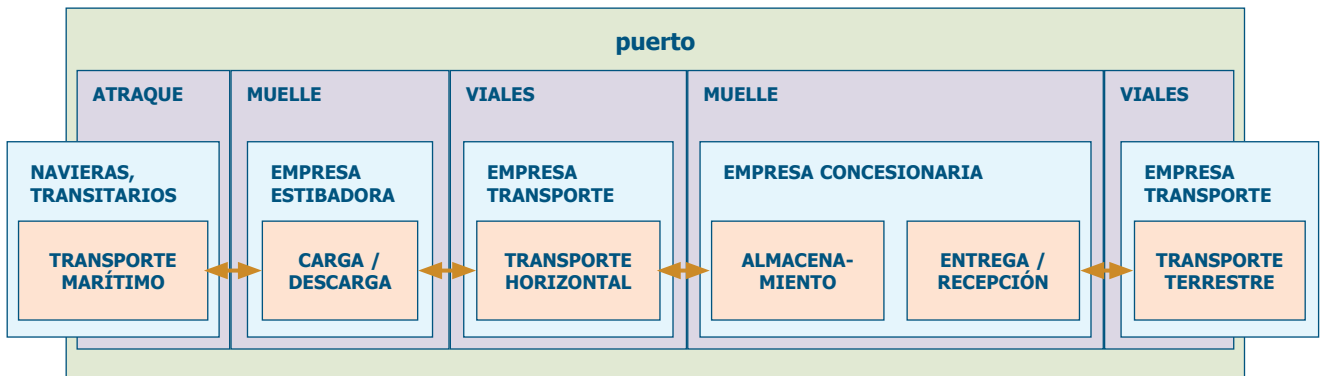 puerto
ATRAQUE
MUELLE
VIALES
MUELLE
VIALES
NAVIERAS,
TRANSITARIOS
EMPRESA
ESTIBADORA
EMPRESA
TRANSPORTE
EMPRESA CONCESIONARIA
EMPRESA
TRANSPORTE
TRANSPORTE
MARÍTIMO
CARGA /
DESCARGA
TRANSPORTE
HORIZONTAL
ALMACENA-
MIENTO
ENTREGA /
RECEPCIÓN
TRANSPORTE
TERRESTRE